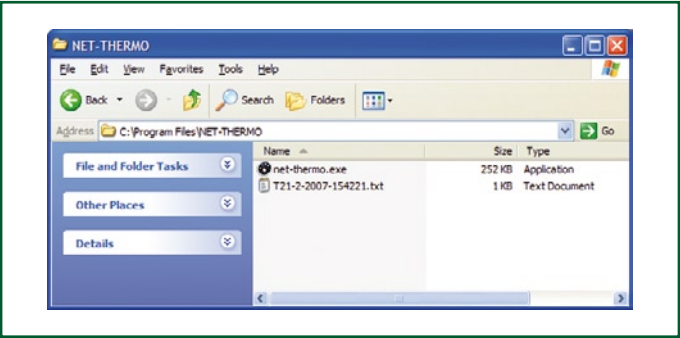 NET-THERMO
File Edit View Favorites Tools Help
Back Search Folders
Address C:\Program Files\NET-THERMO Go
Name Size Type
File and Folder Tasks
net-thermo.exe 252 KB Application
T21-2-2007-154221.txt 1 KB Text Document
Other Places
Details